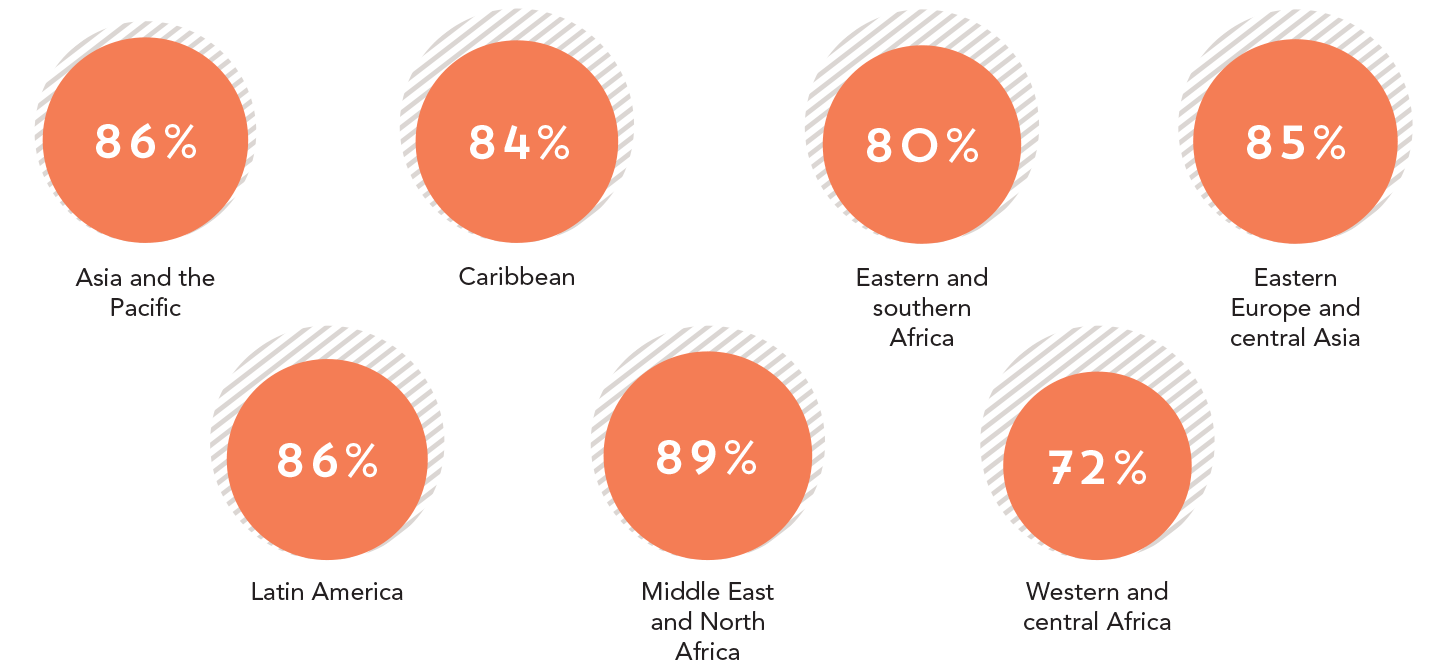 86%
84%
80%
85%
Asia and the
Pacific
Caribbean
Eastern and
southern
Africa
Eastern
Europe and
central Asia
86%
89%
72%
Latin America
Middle East
and North
Africa
Western and
central Africa